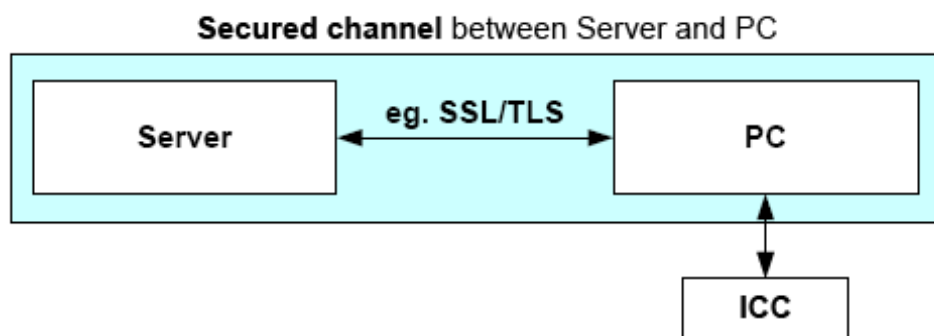 Secured channel between Server and PC
eg. SSL/TLS
Server
PC
ICC